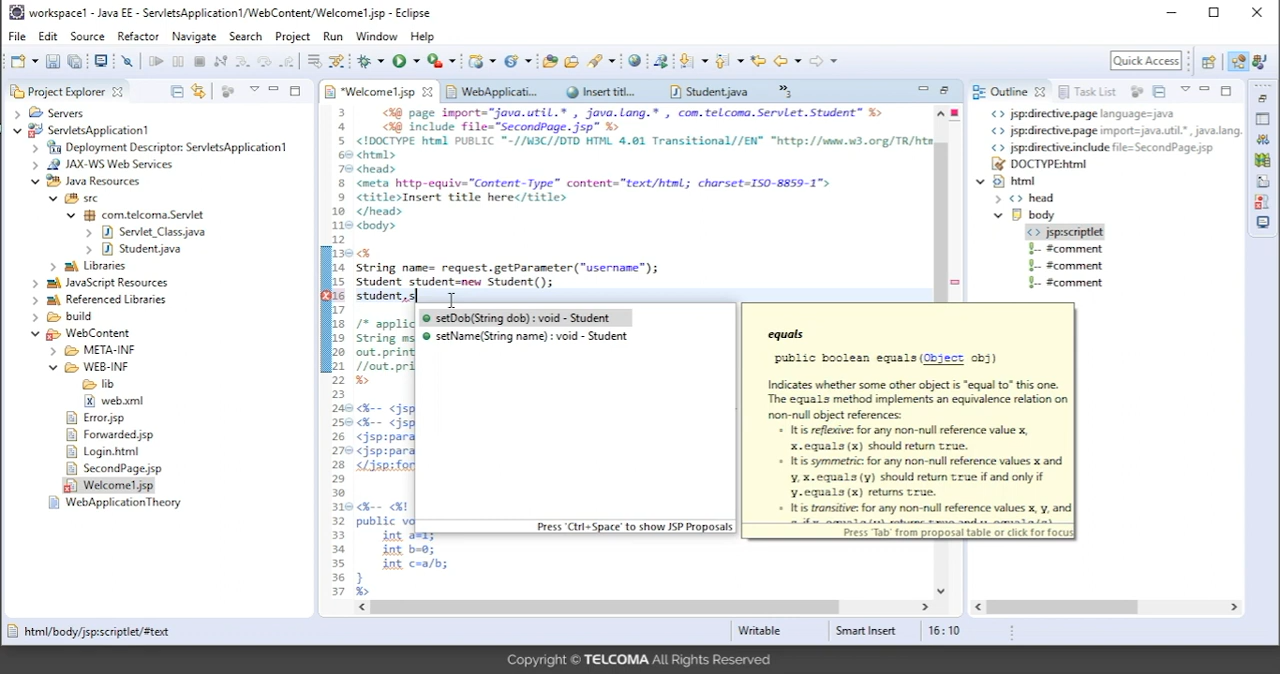 workspace1 - Java EE - ServletsApplication1/WebContent/Welcome1.jsp - Eclipse
File Edit Source Refactor Navigate Search Project Run Window Help
Quick Access
Project Explorer
*Welcome1.jsp
WebApplicati...
Insert titl...
Student.java
»3
Outline
Task List
Servers
ServletsApplication1
Deployment Descriptor: ServletsApplication1
JAX-WS Web Services
Java Resources
src
com.telcoma.Servlet
Servlet_Class.java
Student.java
Libraries
JavaScript Resources
Referenced Libraries
build
WebContent
META-INF
WEB-INF
lib
web.xml
Error.jsp
Forwarded.jsp
Login.html
SecondPage.jsp
Welcome1.jsp
WebApplicationTheory
3 <%@ page import="java.util.* , java.lang.* , com.telcoma.Servlet.Student" %>
4 <%@ include file="SecondPage.jsp" %>
5 <!DOCTYPE html PUBLIC "-//W3C//DTD HTML 4.01 Transitional//EN" "http://www.w3.org/TR/htm
6 <html>
7 <head>
8 <meta http-equiv="Content-Type" content="text/html; charset=ISO-8859-1">
9 <title>Insert title here</title>
10 </head>
11 <body>
12
13 <%
14 String name= request.getParameter("username");
15 Student student=new Student();
16 student.s
17
18 /* applic
19 String ms
20 out.print
21 //out.pri
22 %>
23
24 <%-- <jsp
25 <%-- <jsp
26 <jsp:para
27 <jsp:para
28 </jsp:for
29
30
31 <%-- <%!
32 public vo
33 int a=1;
34 int b=0;
35 int c=a/b;
36 }
37 %>
setDob(String dob) : void - Student
setName(String name) : void - Student
Press 'Ctrl+Space' to show JSP Proposals
equals
public boolean equals(Object obj)
Indicates whether some other object is "equal to" this one.
The equals method implements an equivalence relation on
non-null object references:
It is reflexive: for any non-null reference value x,
x.equals(x) should return true.
It is symmetric: for any non-null reference values x and
y, x.equals(y) should return true if and only if
y.equals(x) returns true.
It is transitive: for any non-null reference values x, y, and
Press 'Tab' from proposal table or click for focus
jsp:directive.page language=java
jsp:directive.page import=java.util.* , java.lang.
jsp:directive.include file=SecondPage.jsp
DOCTYPE:html
html
head
body
jsp:scriptlet
#comment
#comment
#comment
html/body/jsp:scriptlet/#text
Writable
Smart Insert
16 : 10
Copyright © TELCOMA All Rights Reserved